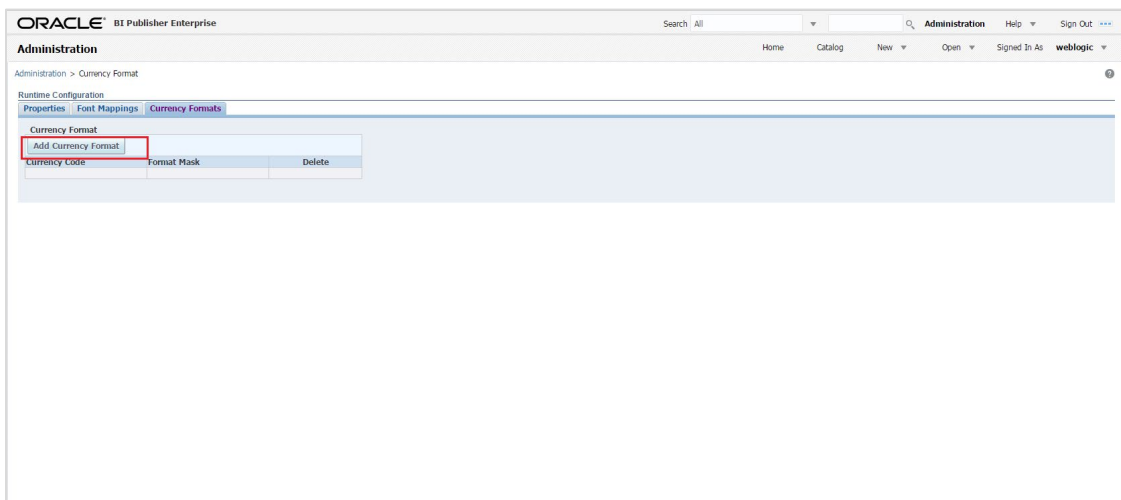 ORACLE BI Publisher Enterprise Search All Administration Help Sign Out
Administration Home Catalog New Open Signed In As weblogic
Administration > Currency Format
Runtime Configuration
Properties Font Mappings Currency Formats
Currency Format
Add Currency Format
Currency Code Format Mask Delete